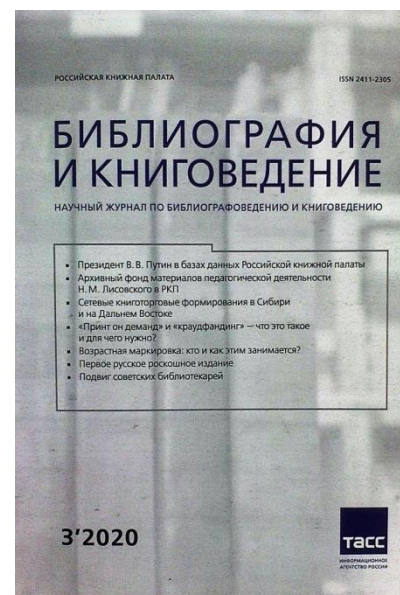 РОССИЙСКАЯ КНИЖНАЯ ПАЛАТА
ISSN 2411-2305
БИБЛИОГРАФИЯ
И КНИГОВЕДЕНИЕ
НАУЧНЫЙ ЖУРНАЛ ПО БИБЛИОГРАФОВЕДЕНИЮ И КНИГОВЕДЕНИЮ
▪ Президент В. В. Путин в базах данных Российской книжной палаты
▪ Архивный фонд материалов педагогической деятельности
Н. М. Лисовского в РКП
▪ Сетевые книготорговые формирования в Сибири
и на Дальнем Востоке
▪ «Принт он деманд» и «краудфандинг» — что это такое
и для чего нужно?
▪ Возрастная маркировка: кто и как этим занимается?
▪ Первое русское роскошное издание
▪ Подвиг советских библиотекарей
3’2020
ТАСС
ИНФОРМАЦИОННОЕ
АГЕНТСТВО РОССИИ